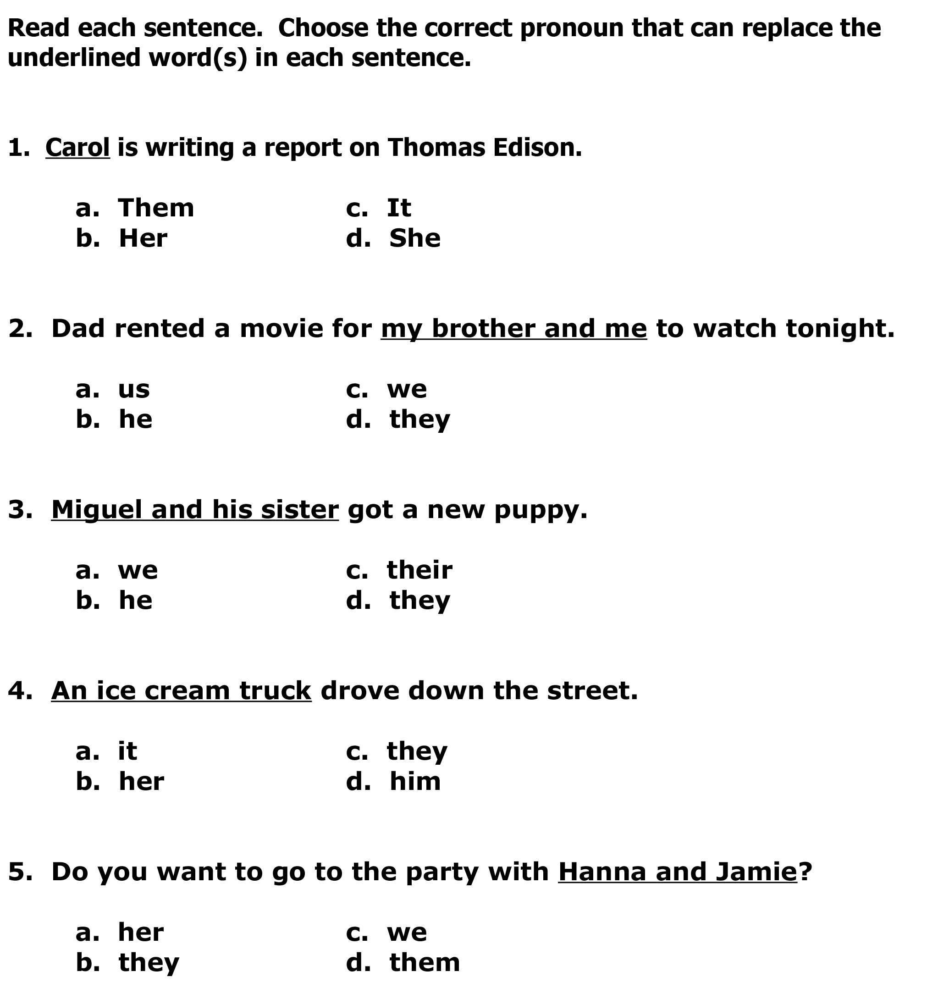 Read each sentence.  Choose the correct pronoun that can replace the
underlined word(s) in each sentence.
1.  Carol is writing a report on Thomas Edison.
a.  Them    c.  It
b.  Her    d.  She
2.  Dad rented a movie for my brother and me to watch tonight.
a.  us    c.  we
b.  he    d.  they
3.  Miguel and his sister got a new puppy.
a.  we    c.  their
b.  he    d.  they
4.  An ice cream truck drove down the street.
a.  it    c.  they
b.  her    d.  him
5.  Do you want to go to the party with Hanna and Jamie?
a.  her    c.  we
b.  they    d.  them